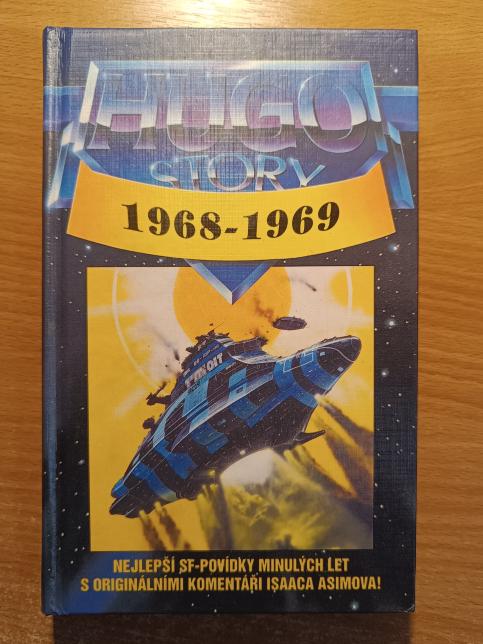 HUGO
STORY
1968-1969
NEJLEPŠÍ SF-POVÍDKY MINULÝCH LET
S ORIGINÁLNÍMI KOMENTÁŘI ISAACA ASIMOVA!